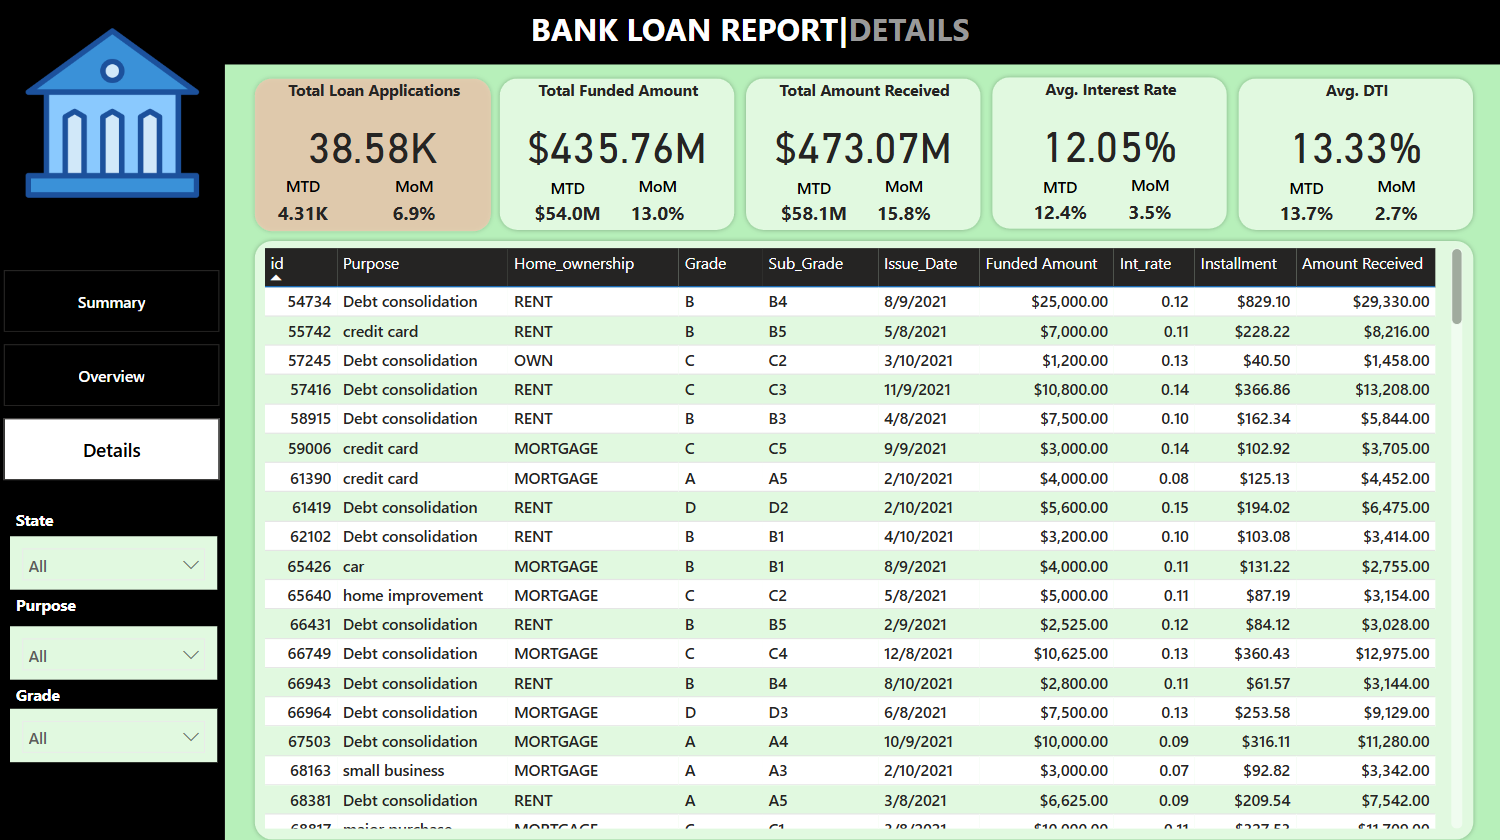 BANK LOAN REPORT|DETAILS
Total Loan Applications
38.58K
MTD MoM
4.31K 6.9%
Total Funded Amount
$435.76M
MTD MoM
$54.0M 13.0%
Total Amount Received
$473.07M
MTD MoM
$58.1M 15.8%
Avg. Interest Rate
12.05%
MTD MoM
12.4% 3.5%
Avg. DTI
13.33%
MTD MoM
13.7% 2.7%
Summary
Overview
Details
State
All
Purpose
All
Grade
All
id Purpose Home_ownership Grade Sub_Grade Issue_Date Funded Amount Int_rate Installment Amount Received
54734 Debt consolidation RENT B B4 8/9/2021 $25,000.00 0.12 $829.10 $29,330.00
55742 credit card RENT B B5 5/8/2021 $7,000.00 0.11 $228.22 $8,216.00
57245 Debt consolidation OWN C C2 3/10/2021 $1,200.00 0.13 $40.50 $1,458.00
57416 Debt consolidation RENT C C3 11/9/2021 $10,800.00 0.14 $366.86 $13,208.00
58915 Debt consolidation RENT B B3 4/8/2021 $7,500.00 0.10 $162.34 $5,844.00
59006 credit card MORTGAGE C C5 9/9/2021 $3,000.00 0.14 $102.92 $3,705.00
61390 credit card MORTGAGE A A5 2/10/2021 $4,000.00 0.08 $125.13 $4,452.00
61419 Debt consolidation RENT D D2 2/10/2021 $5,600.00 0.15 $194.02 $6,475.00
62102 Debt consolidation RENT B B1 4/10/2021 $3,200.00 0.10 $103.08 $3,414.00
65426 car MORTGAGE B B1 8/9/2021 $4,000.00 0.11 $131.22 $2,755.00
65640 home improvement MORTGAGE C C2 5/8/2021 $5,000.00 0.11 $87.19 $3,154.00
66431 Debt consolidation RENT B B5 2/9/2021 $2,525.00 0.12 $84.12 $3,028.00
66749 Debt consolidation MORTGAGE C C4 12/8/2021 $10,625.00 0.13 $360.43 $12,975.00
66943 Debt consolidation RENT B B4 8/10/2021 $2,800.00 0.11 $61.57 $3,144.00
66964 Debt consolidation MORTGAGE D D3 6/8/2021 $7,500.00 0.13 $253.58 $9,129.00
67503 Debt consolidation MORTGAGE A A4 10/9/2021 $10,000.00 0.09 $316.11 $11,280.00
68163 small business MORTGAGE A A3 2/10/2021 $3,000.00 0.07 $92.82 $3,342.00
68381 Debt consolidation RENT A A5 3/8/2021 $6,625.00 0.09 $209.54 $7,542.00